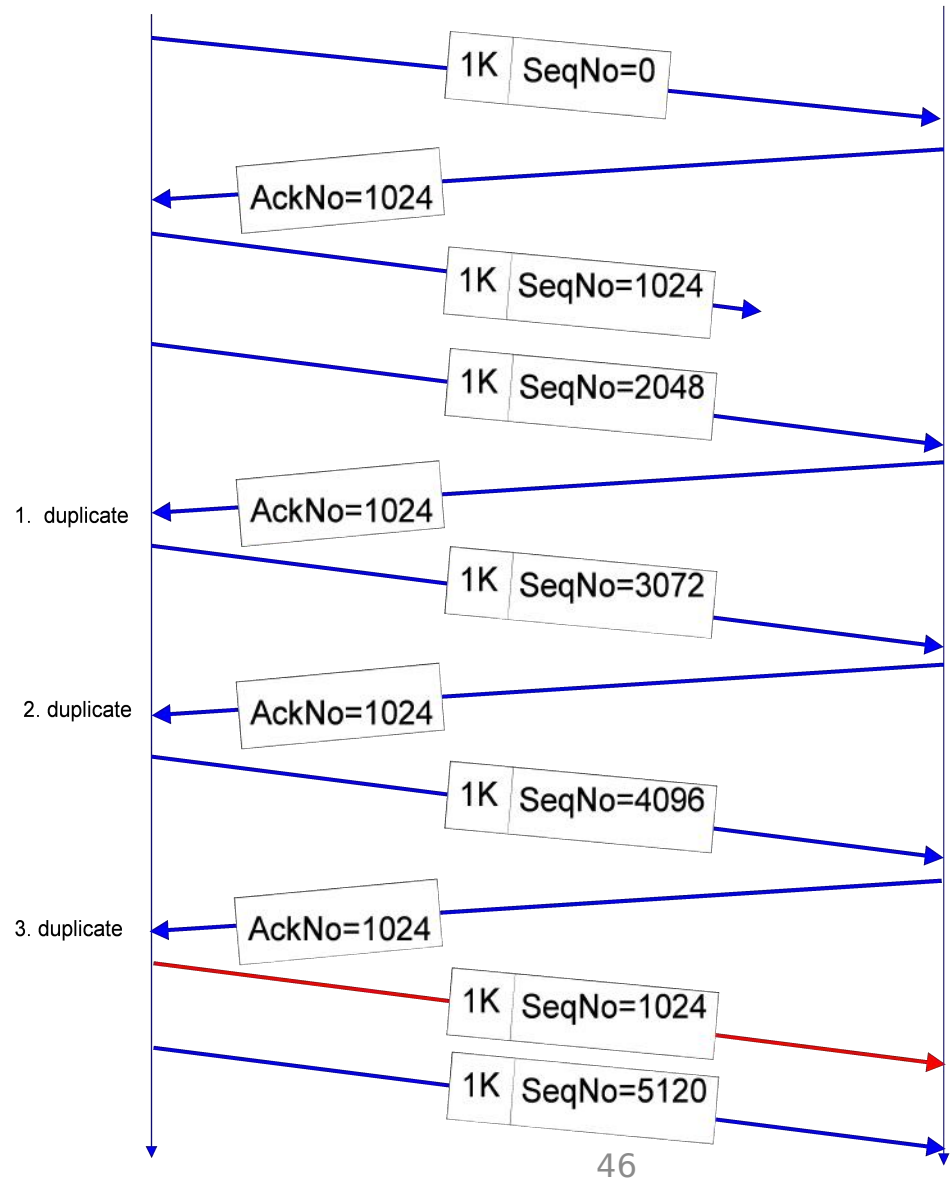 1K SeqNo=0
AckNo=1024
1K SeqNo=1024
1K SeqNo=2048
AckNo=1024
1. duplicate
1K SeqNo=3072
AckNo=1024
2. duplicate
1K SeqNo=4096
AckNo=1024
3. duplicate
1K SeqNo=1024
1K SeqNo=5120
46